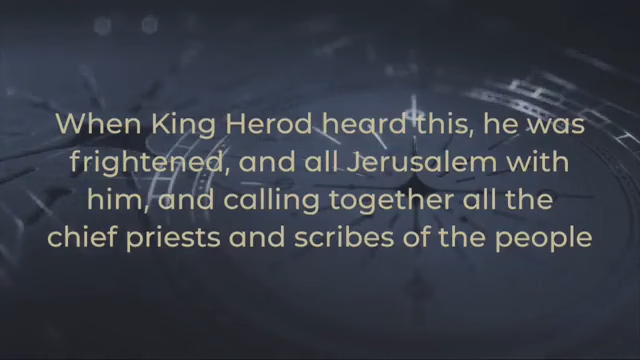 When King Herod heard this, he was
frightened, and all Jerusalem with
him, and calling together all the
chief priests and scribes of the people